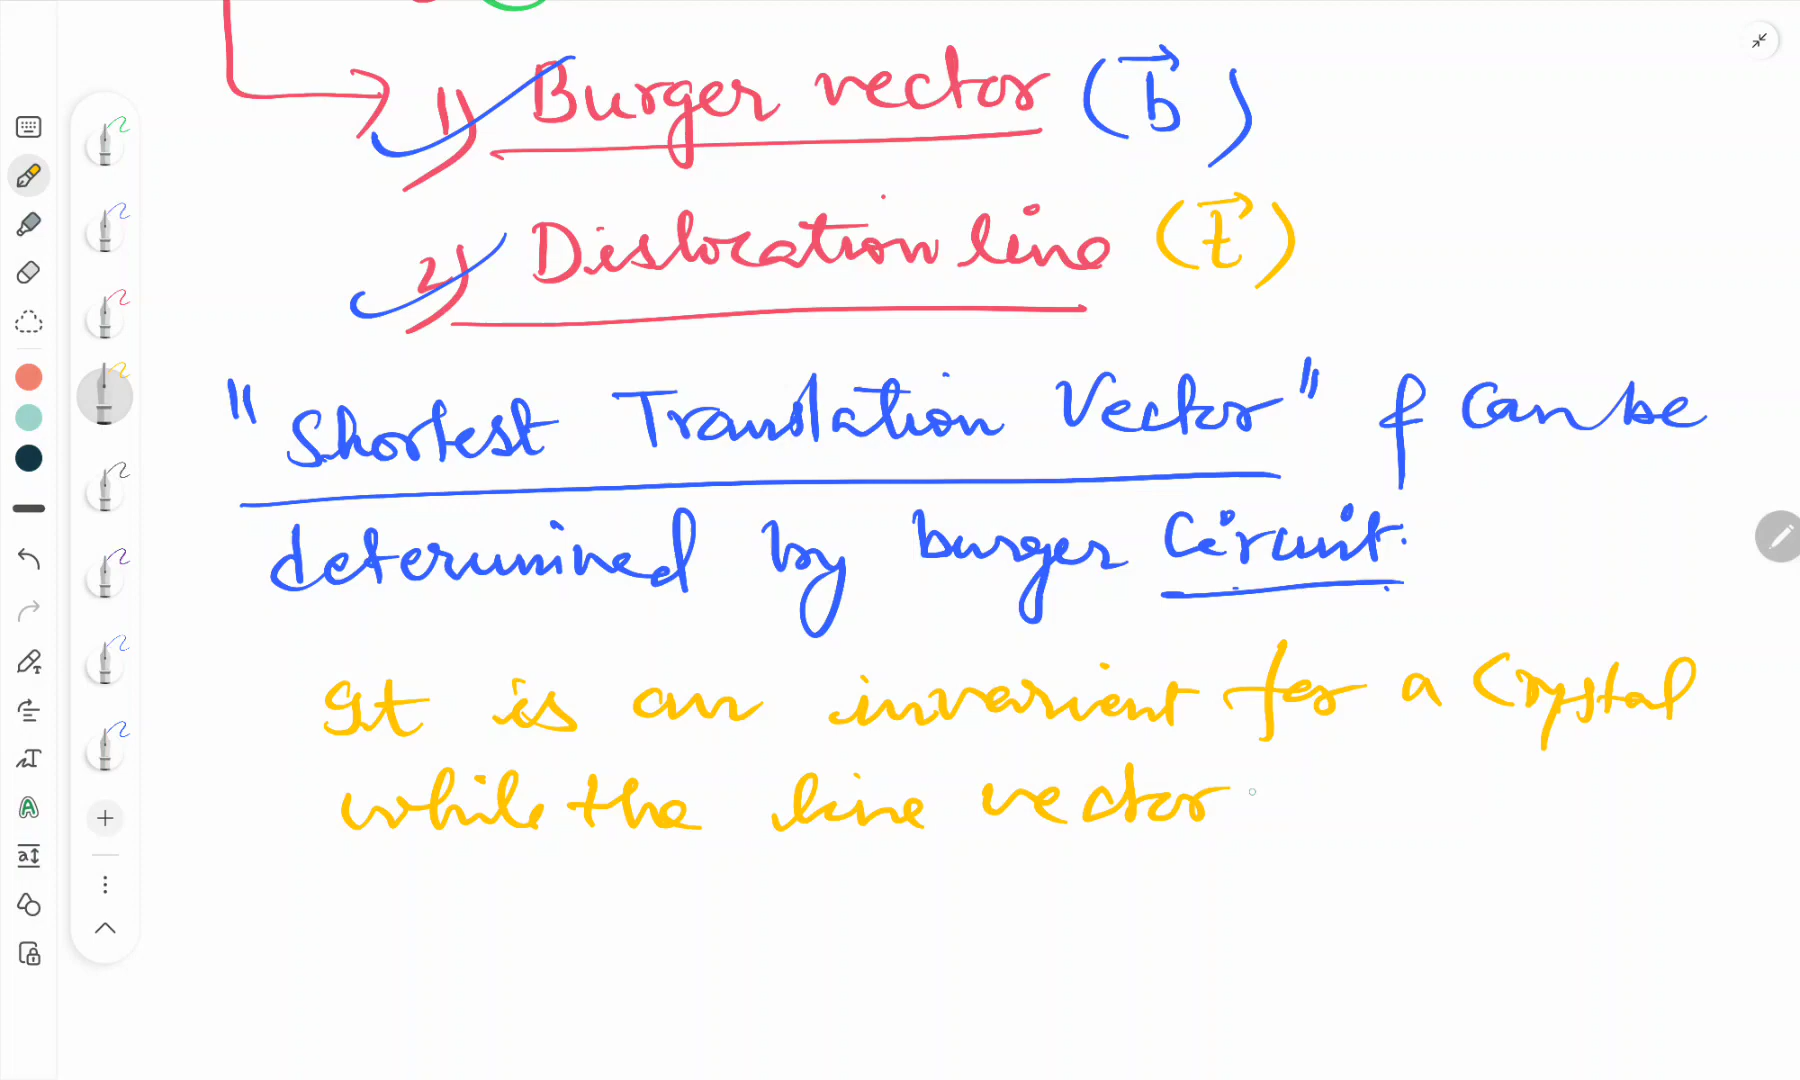 1) Burger vector (b)
2) Dislocation line (t)
"Shortest Translation Vector" & can be
determined by burger Circuit.
It is an invarient for a Crystal
while the line vector